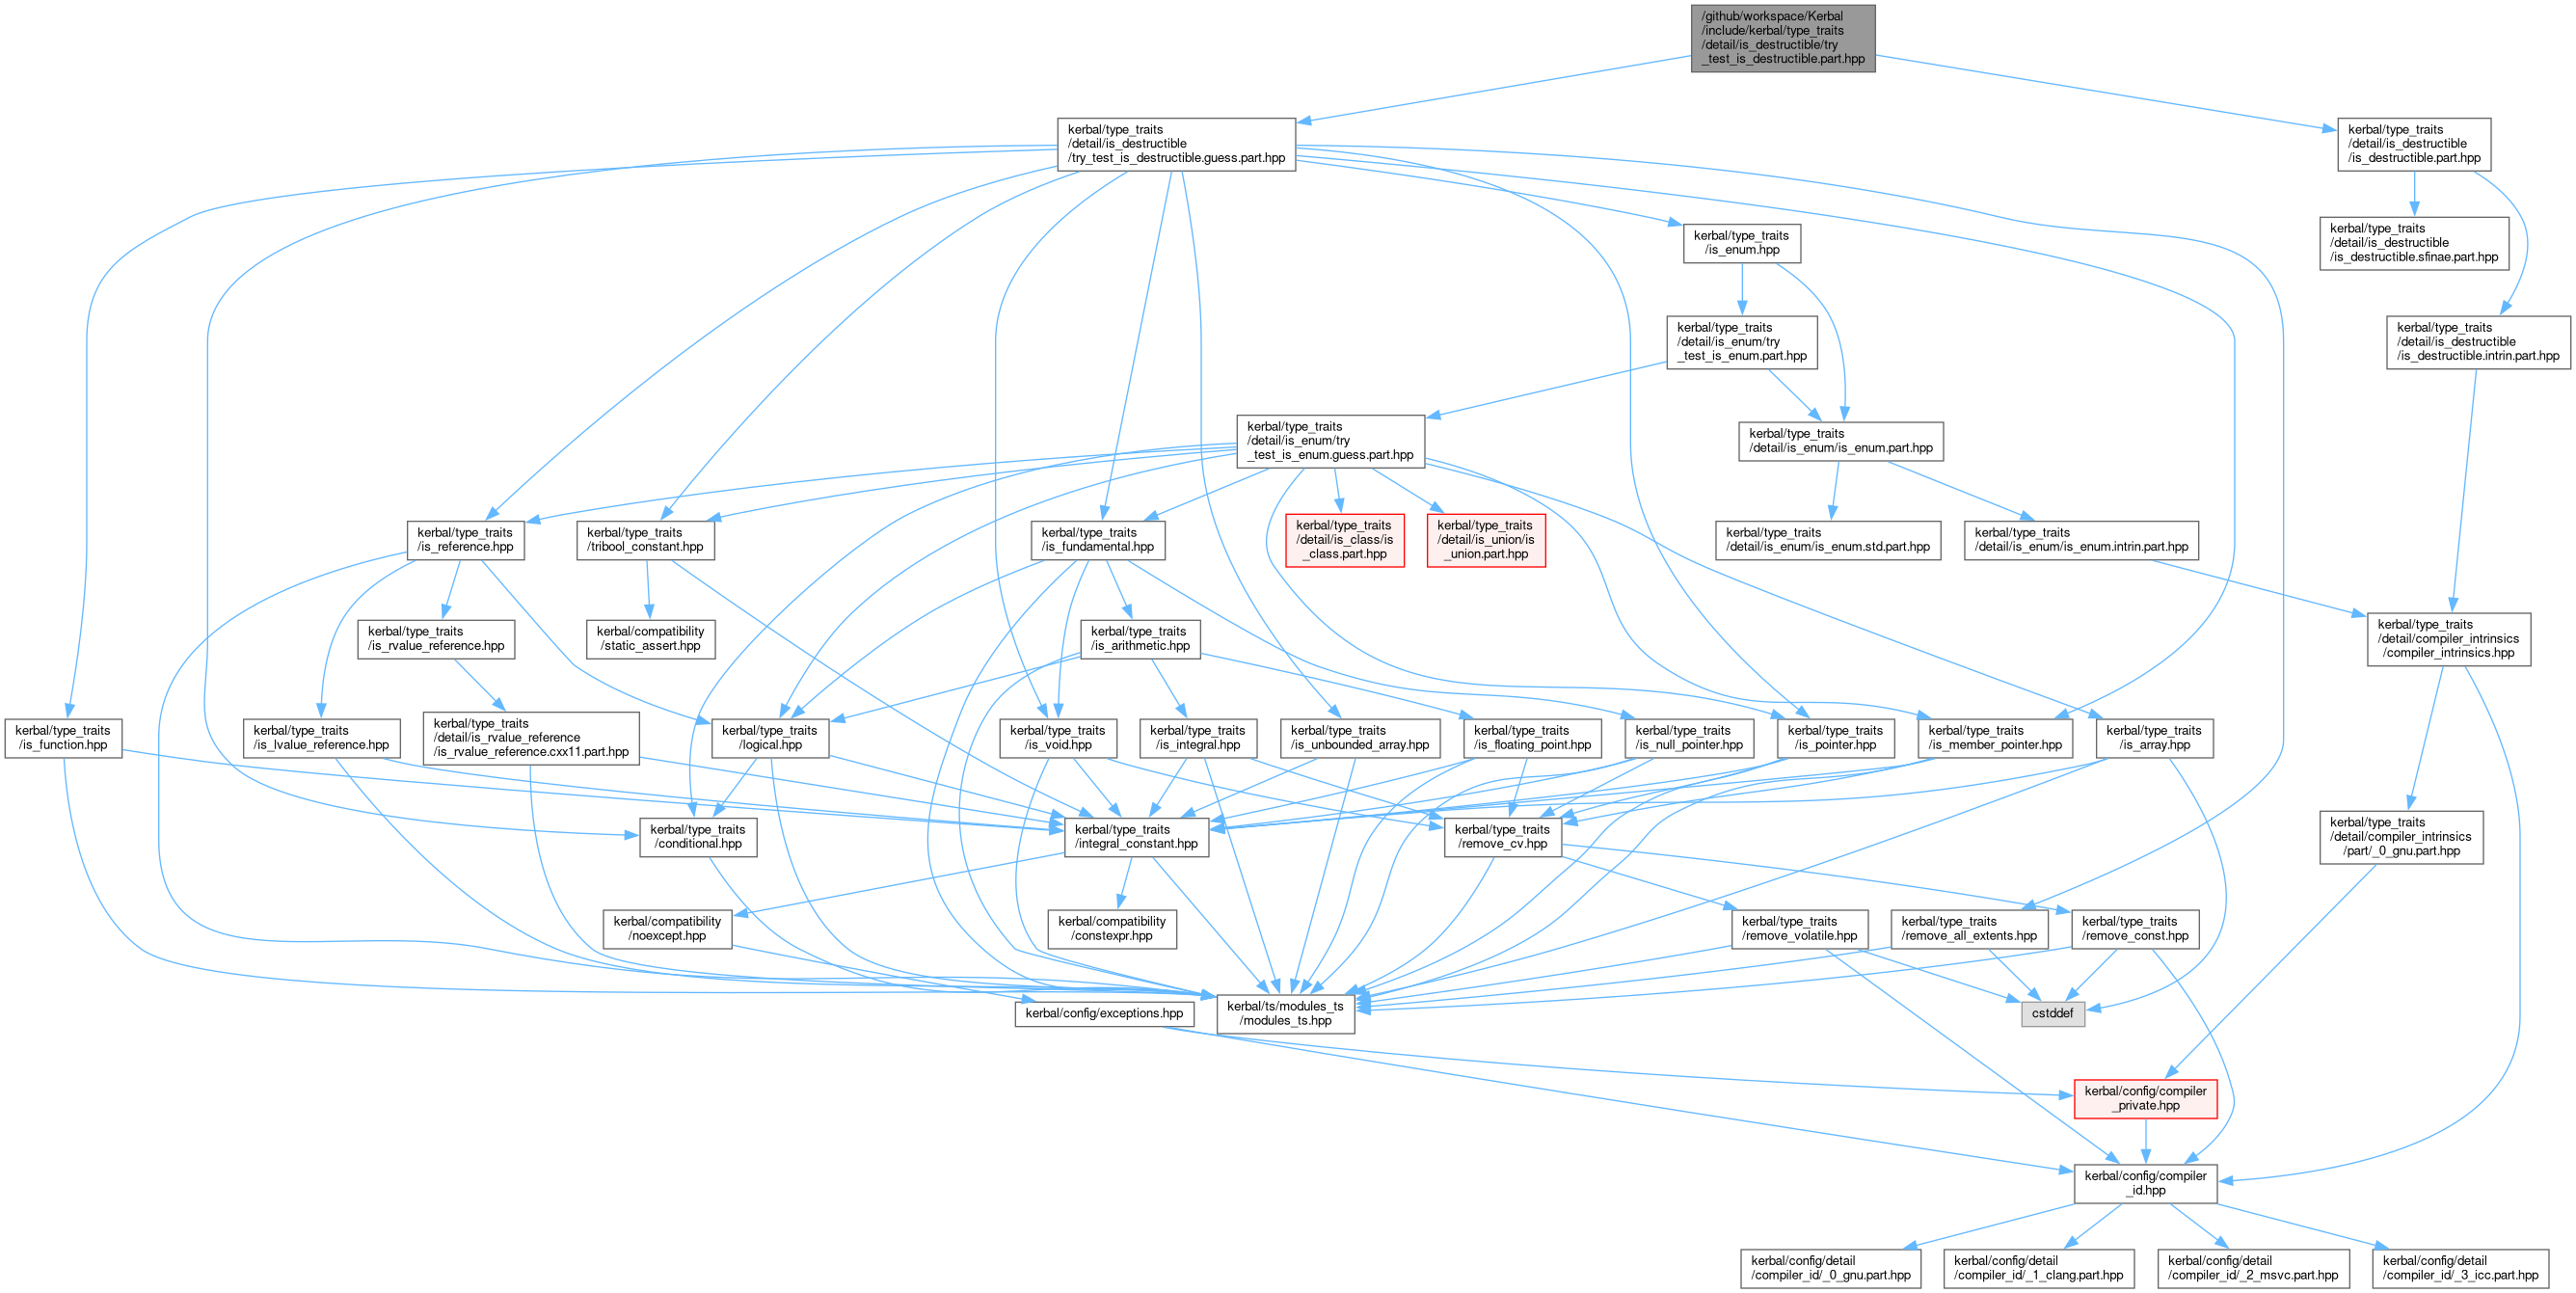 /github/workspace/Kerbal
/include/kerbal/type_traits
/detail/is_destructible/try
_test_is_destructible.part.hpp
kerbal/type_traits
/detail/is_destructible
/try_test_is_destructible.guess.part.hpp
kerbal/type_traits
/detail/is_destructible
/is_destructible.part.hpp
kerbal/type_traits
/is_enum.hpp
kerbal/type_traits
/detail/is_destructible
/is_destructible.sfinae.part.hpp
kerbal/type_traits
/detail/is_enum/try
_test_is_enum.part.hpp
kerbal/type_traits
/detail/is_destructible
/is_destructible.intrin.part.hpp
kerbal/type_traits
/detail/is_enum/try
_test_is_enum.guess.part.hpp
kerbal/type_traits
/detail/is_enum/is_enum.part.hpp
kerbal/type_traits
/is_reference.hpp
kerbal/type_traits
/tribool_constant.hpp
kerbal/type_traits
/is_fundamental.hpp
kerbal/type_traits
/detail/is_class/is
_class.part.hpp
kerbal/type_traits
/detail/is_union/is
_union.part.hpp
kerbal/type_traits
/detail/is_enum/is_enum.std.part.hpp
kerbal/type_traits
/detail/is_enum/is_enum.intrin.part.hpp
kerbal/type_traits
/is_rvalue_reference.hpp
kerbal/compatibility
/static_assert.hpp
kerbal/type_traits
/is_arithmetic.hpp
kerbal/type_traits
/detail/compiler_intrinsics
/compiler_intrinsics.hpp
kerbal/type_traits
/is_function.hpp
kerbal/type_traits
/is_lvalue_reference.hpp
kerbal/type_traits
/detail/is_rvalue_reference
/is_rvalue_reference.cxx11.part.hpp
kerbal/type_traits
/logical.hpp
kerbal/type_traits
/is_void.hpp
kerbal/type_traits
/is_integral.hpp
kerbal/type_traits
/is_unbounded_array.hpp
kerbal/type_traits
/is_floating_point.hpp
kerbal/type_traits
/is_null_pointer.hpp
kerbal/type_traits
/is_pointer.hpp
kerbal/type_traits
/is_member_pointer.hpp
kerbal/type_traits
/is_array.hpp
kerbal/type_traits
/conditional.hpp
kerbal/type_traits
/integral_constant.hpp
kerbal/type_traits
/remove_cv.hpp
kerbal/type_traits
/detail/compiler_intrinsics
/part/_0_gnu.part.hpp
kerbal/compatibility
/noexcept.hpp
kerbal/compatibility
/constexpr.hpp
kerbal/type_traits
/remove_volatile.hpp
kerbal/type_traits
/remove_all_extents.hpp
kerbal/type_traits
/remove_const.hpp
kerbal/config/exceptions.hpp
kerbal/ts/modules_ts
/modules_ts.hpp
cstddef
kerbal/config/compiler
_private.hpp
kerbal/config/compiler
_id.hpp
kerbal/config/detail
/compiler_id/_0_gnu.part.hpp
kerbal/config/detail
/compiler_id/_1_clang.part.hpp
kerbal/config/detail
/compiler_id/_2_msvc.part.hpp
kerbal/config/detail
/compiler_id/_3_icc.part.hpp